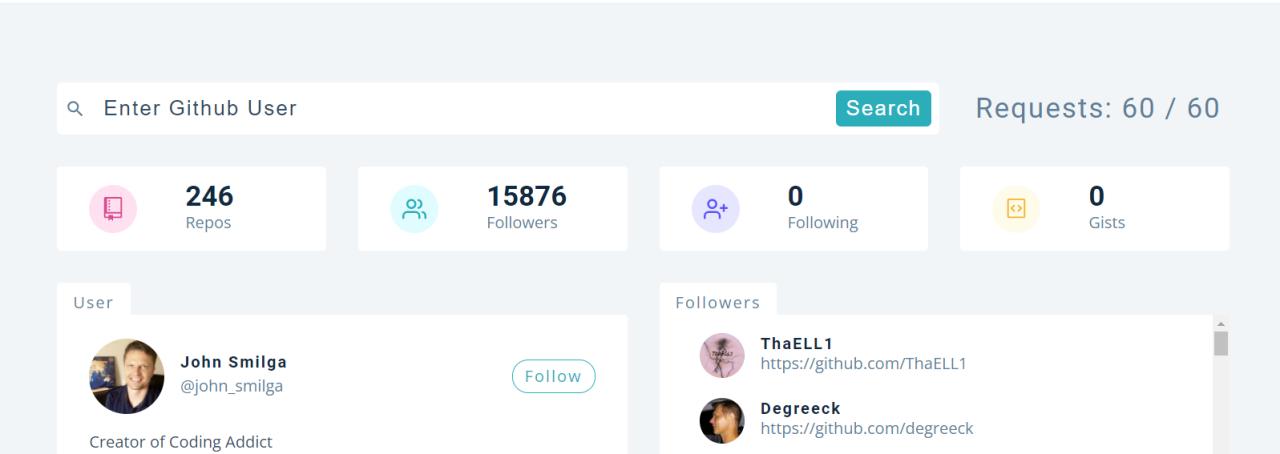 Enter Github User
Search
Requests: 60 / 60
246
Repos
15876
Followers
0
Following
0
Gists
User
John Smilga
@john_smilga
Follow
Creator of Coding Addict
Followers
ThaELL1
https://github.com/ThaELL1
Degreeck
https://github.com/degreeck